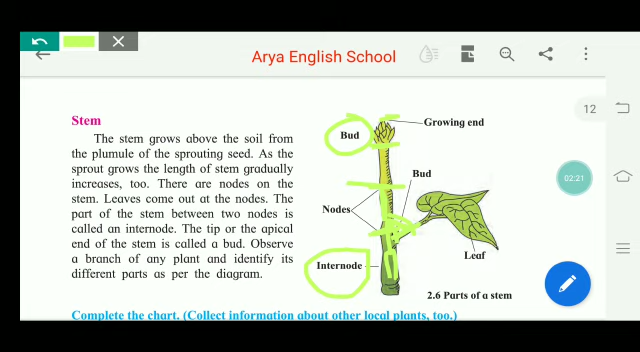 Arya English School
12
Stem
The stem grows above the soil from
the plumule of the sprouting seed. As the
sprout grows the length of stem gradually
increases, too. There are nodes on the
stem. Leaves come out at the nodes. The
part of the stem between two nodes is
called an internode. The tip or the apical
end of the stem is called a bud. Observe
a branch of any plant and identify its
different parts as per the diagram.
Growing end
Bud
Bud
Nodes
Leaf
Internode
2.6 Parts of a stem
02:21
Complete the chart. (Collect information about other local plants, too.)